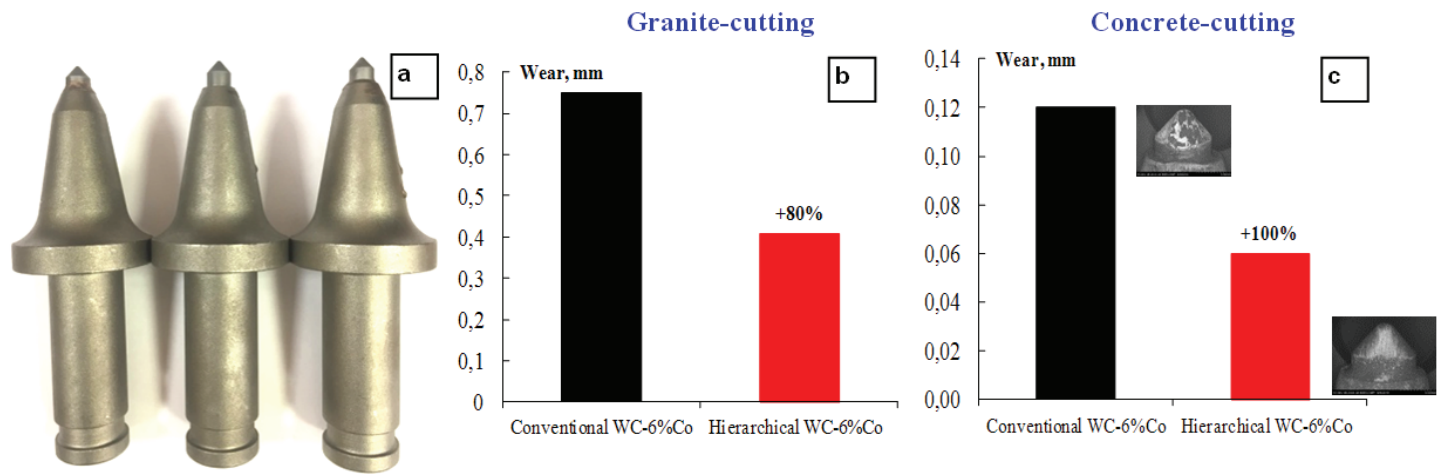 a
Granite-cutting
Wear, mm
b
0,8
0,7
0,6
0,5
0,4
0,3
0,2
0,1
0
+80%
Conventional WC-6%Co
Hierarchical WC-6%Co
Concrete-cutting
Wear, mm
c
0,14
0,12
0,10
0,08
0,06
0,04
0,02
0,00
+100%
Conventional WC-6%Co
Hierarchical WC-6%Co